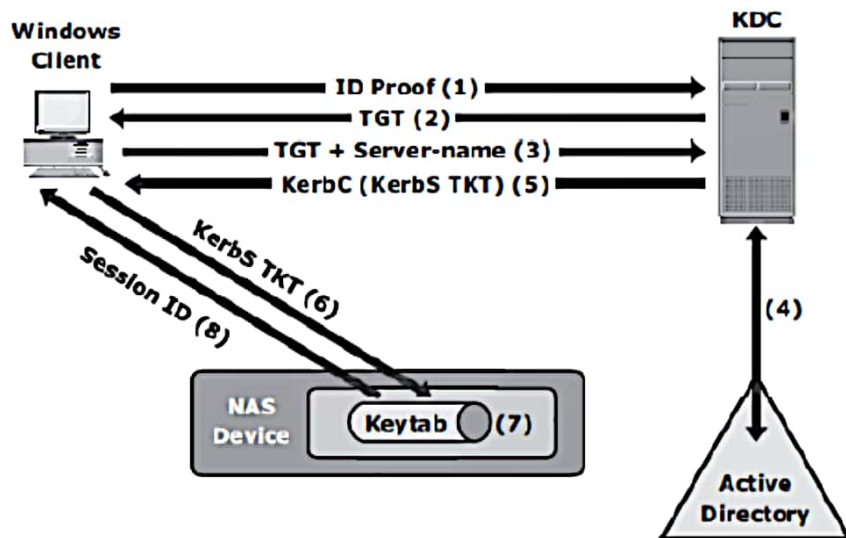 Windows
Client
KDC
ID Proof (1)
TGT (2)
TGT + Server-name (3)
KerbC (KerbS TKT) (5)
KerbS TKT (6)
Session ID (8)
(4)
NAS
Device
Keytab
(7)
Active
Directory